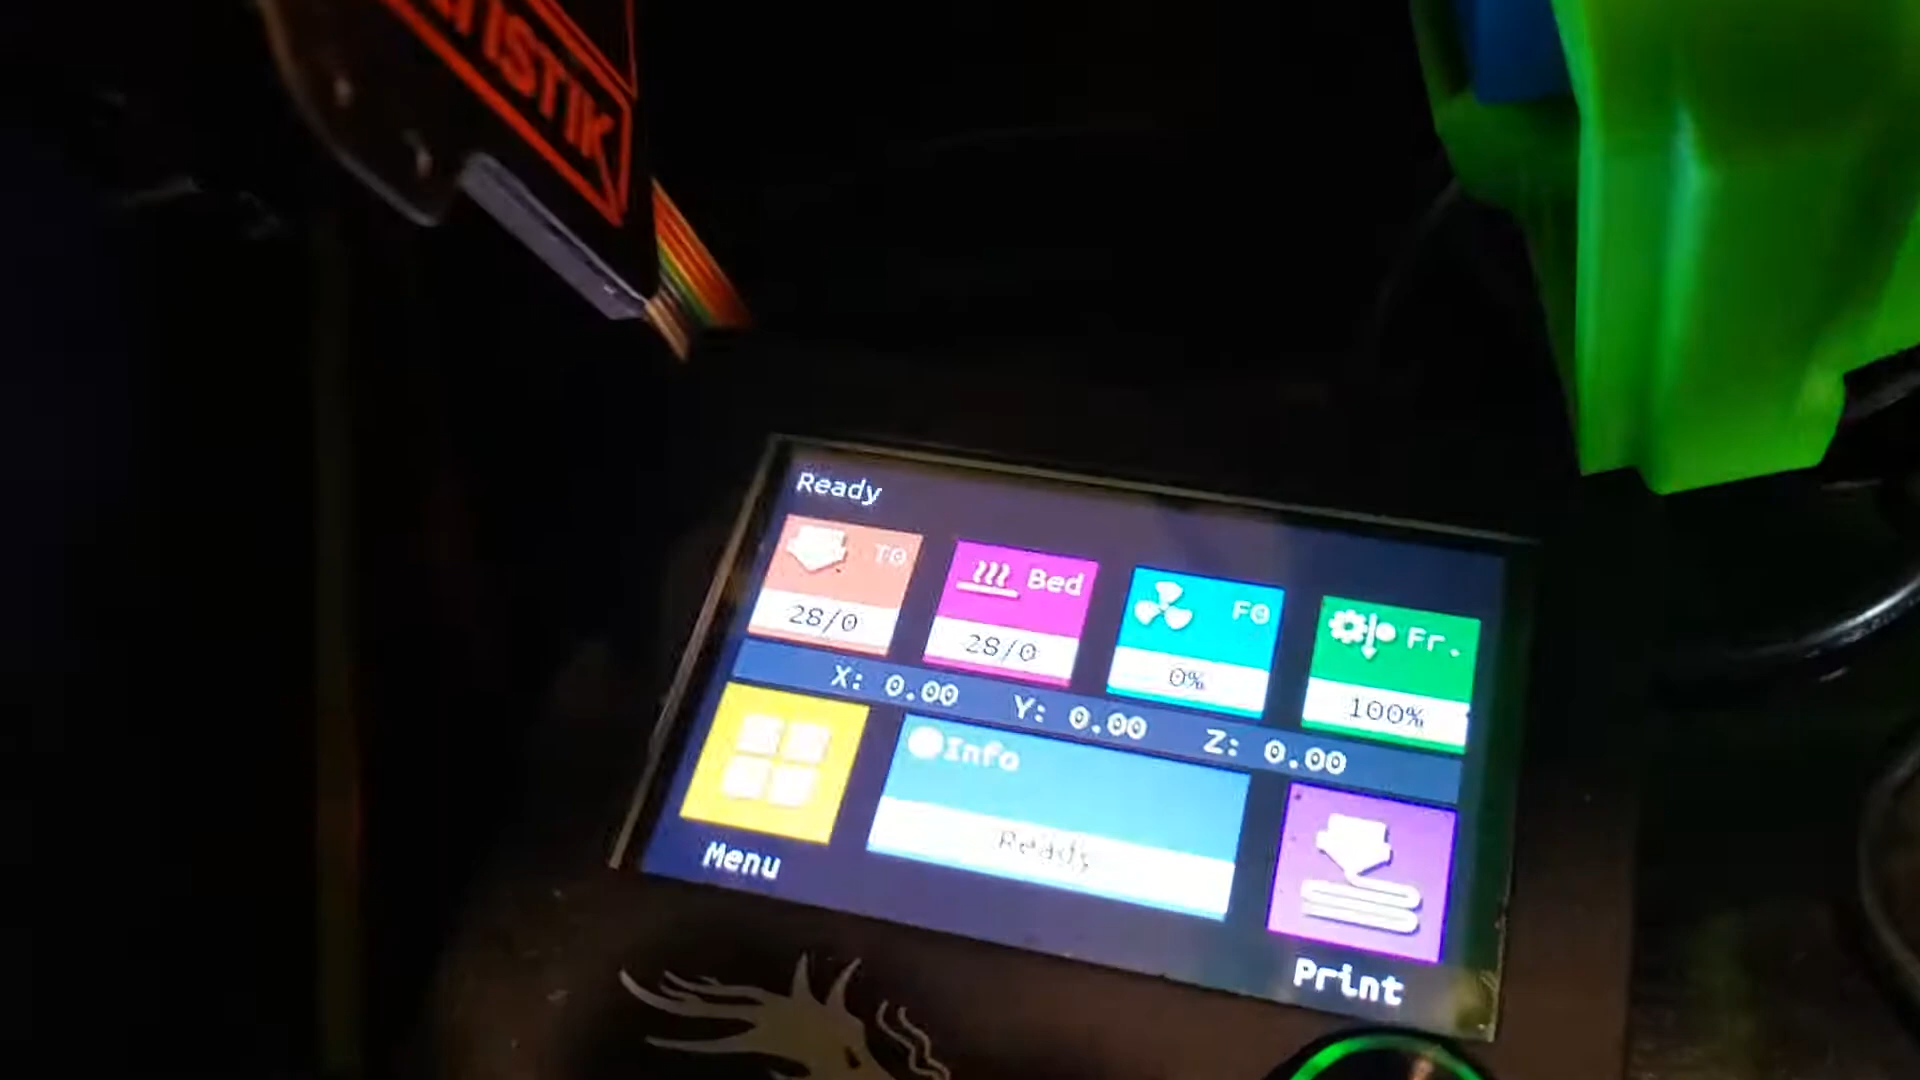 Ready
T0 Bed F0 Fr.
28/0 28/0 0% 100%
X: 0.00 Y: 0.00 Z: 0.00
Info
Ready
Menu
Print